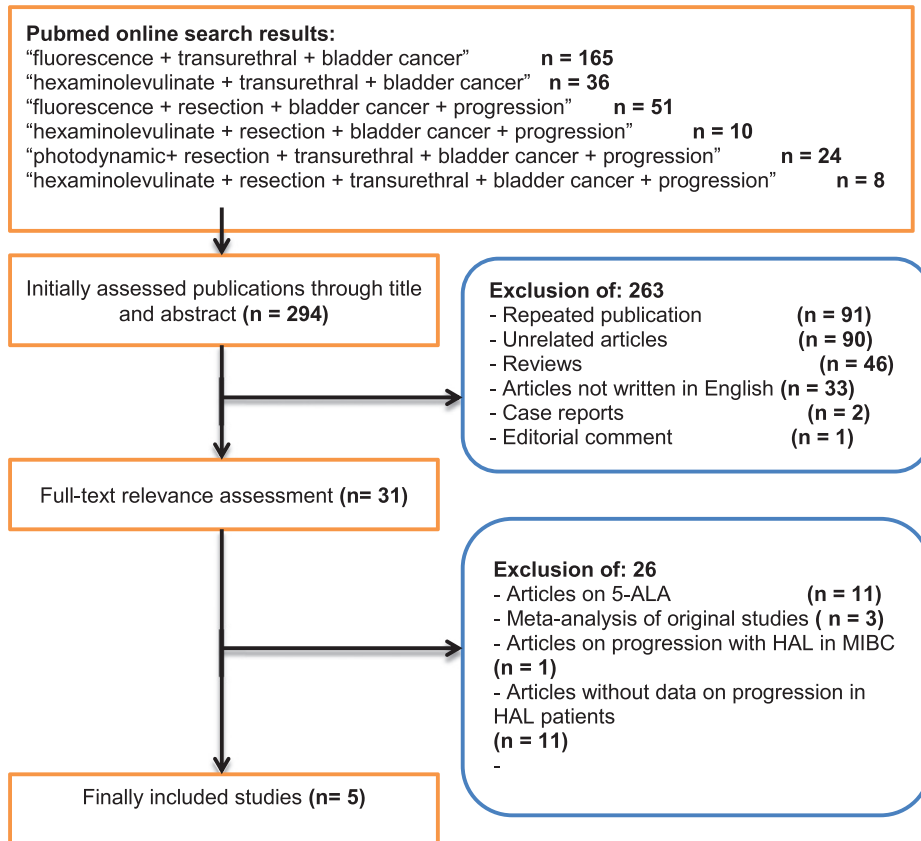 Pubmed online search results:
“fluorescence + transurethral + bladder cancer” n = 165
“hexaminolevulinate + transurethral + bladder cancer” n = 36
“fluorescence + resection + bladder cancer + progression” n = 51
“hexaminolevulinate + resection + bladder cancer + progression” n = 10
“photodynamic+ resection + transurethral + bladder cancer + progression” n = 24
“hexaminolevulinate + resection + transurethral + bladder cancer + progression” n = 8
Initially assessed publications through title
and abstract (n = 294)
Exclusion of: 263
- Repeated publication (n = 91)
- Unrelated articles (n = 90)
- Reviews (n = 46)
- Articles not written in English (n = 33)
- Case reports (n = 2)
- Editorial comment (n = 1)
Full-text relevance assessment (n= 31)
Exclusion of: 26
- Articles on 5-ALA (n = 11)
- Meta-analysis of original studies ( n = 3)
- Articles on progression with HAL in MIBC
(n = 1)
- Articles without data on progression in
HAL patients
(n = 11)
-
Finally included studies (n= 5)